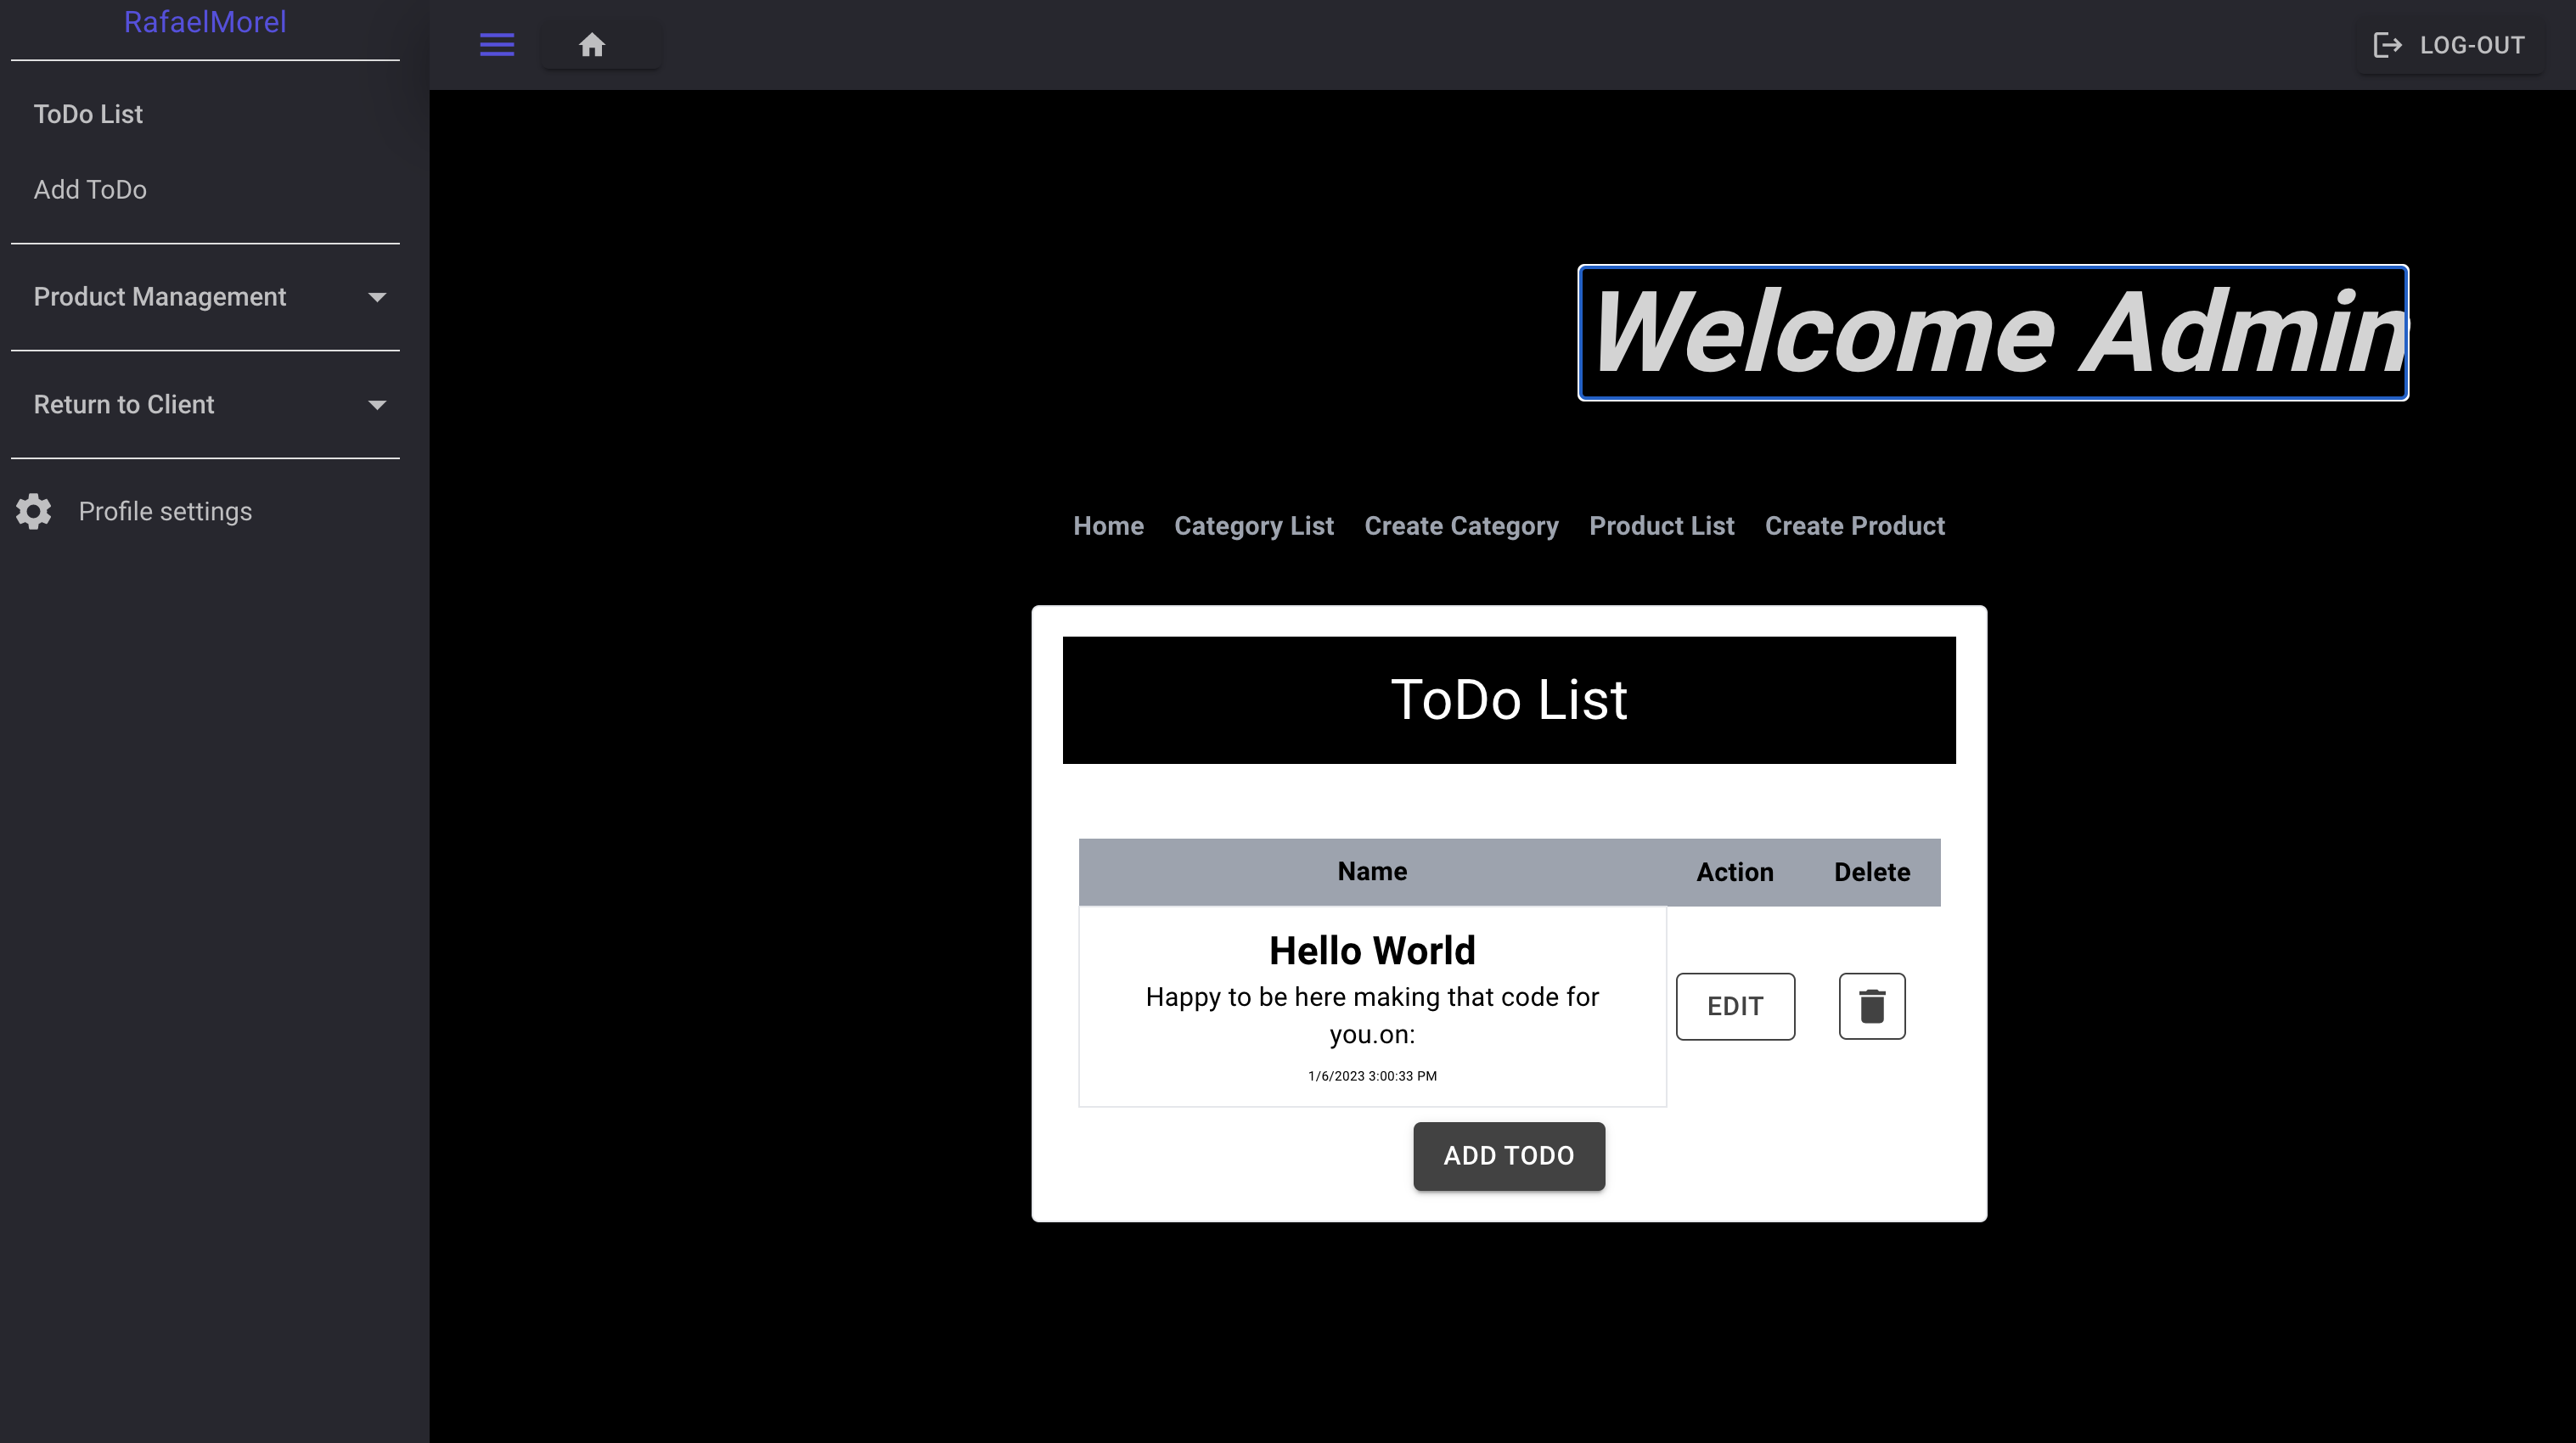 RafaelMorel
LOG-OUT
ToDo List
Add ToDo
Product Management
Return to Client
Profile settings
Welcome Admin
Home Category List Create Category Product List Create Product
ToDo List
Name Action Delete
Hello World
Happy to be here making that code for
you.on:
1/6/2023 3:00:33 PM
EDIT
ADD TODO